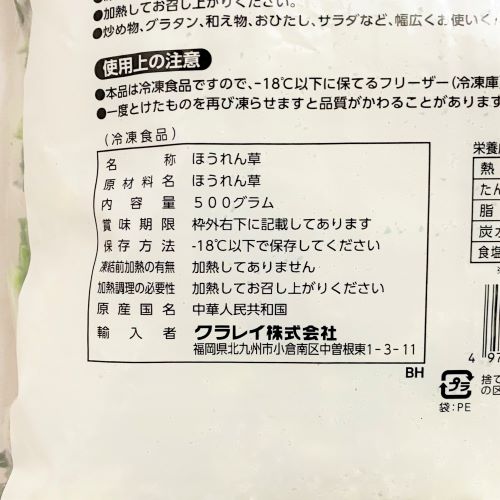 ●加熱してお召し上がりください。
●炒め物、グラタン、和え物、おひたし、サラダなど、幅広くお使いく
使用上の注意
●本品は冷凍食品ですので、-18℃以下に保てるフリーザー(冷凍庫
●一度とけたものを再び凍らせますと品質がかわることがあります
(冷凍食品)
名称 ほうれん草
原材料名 ほうれん草
内容量 500グラム
賞味期限 枠外右下に記載してあります
保存方法 -18℃以下で保存してください
凍結前加熱の有無 加熱してありません
加熱調理の必要性 加熱してお召し上がりください
原産国名 中華人民共和国
輸入者 クラレイ株式会社
福岡県北九州市小倉南区中曽根東1-3-11
BH
栄養
熱
たん
脂
炭水
食塩
4 97
プラ
袋:PE
捨て
の区